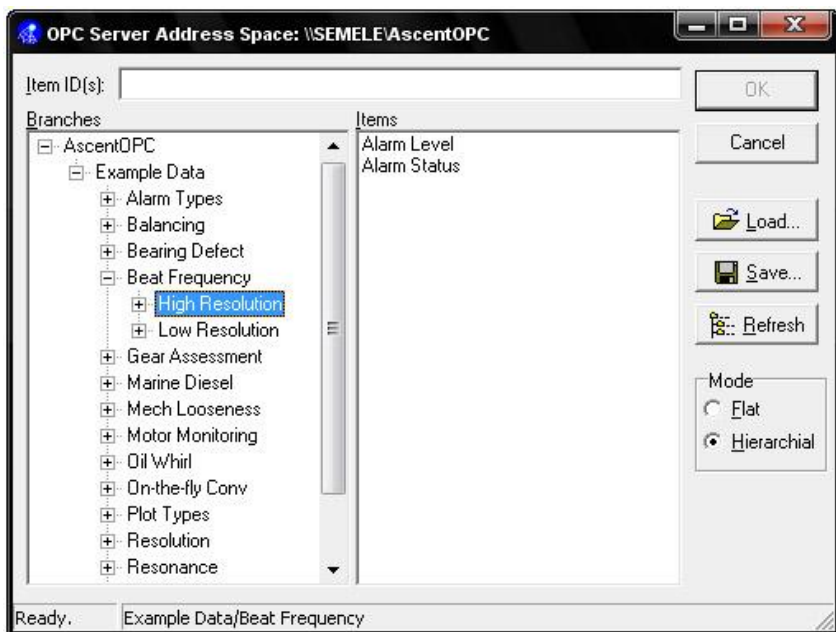 OPC Server Address Space: \\SEMELE\AscentOPC
Item ID(s):
OK
Branches
Items
Cancel
AscentOPC
Example Data
Alarm Types
Balancing
Bearing Defect
Beat Frequency
High Resolution
Low Resolution
Gear Assessment
Marine Diesel
Mech Looseness
Motor Monitoring
Oil Whirl
On-the-fly Conv
Plot Types
Resolution
Resonance
Alarm Level
Alarm Status
Load...
Save...
Refresh
Mode
Flat
Hierarchial
Ready.
Example Data/Beat Frequency